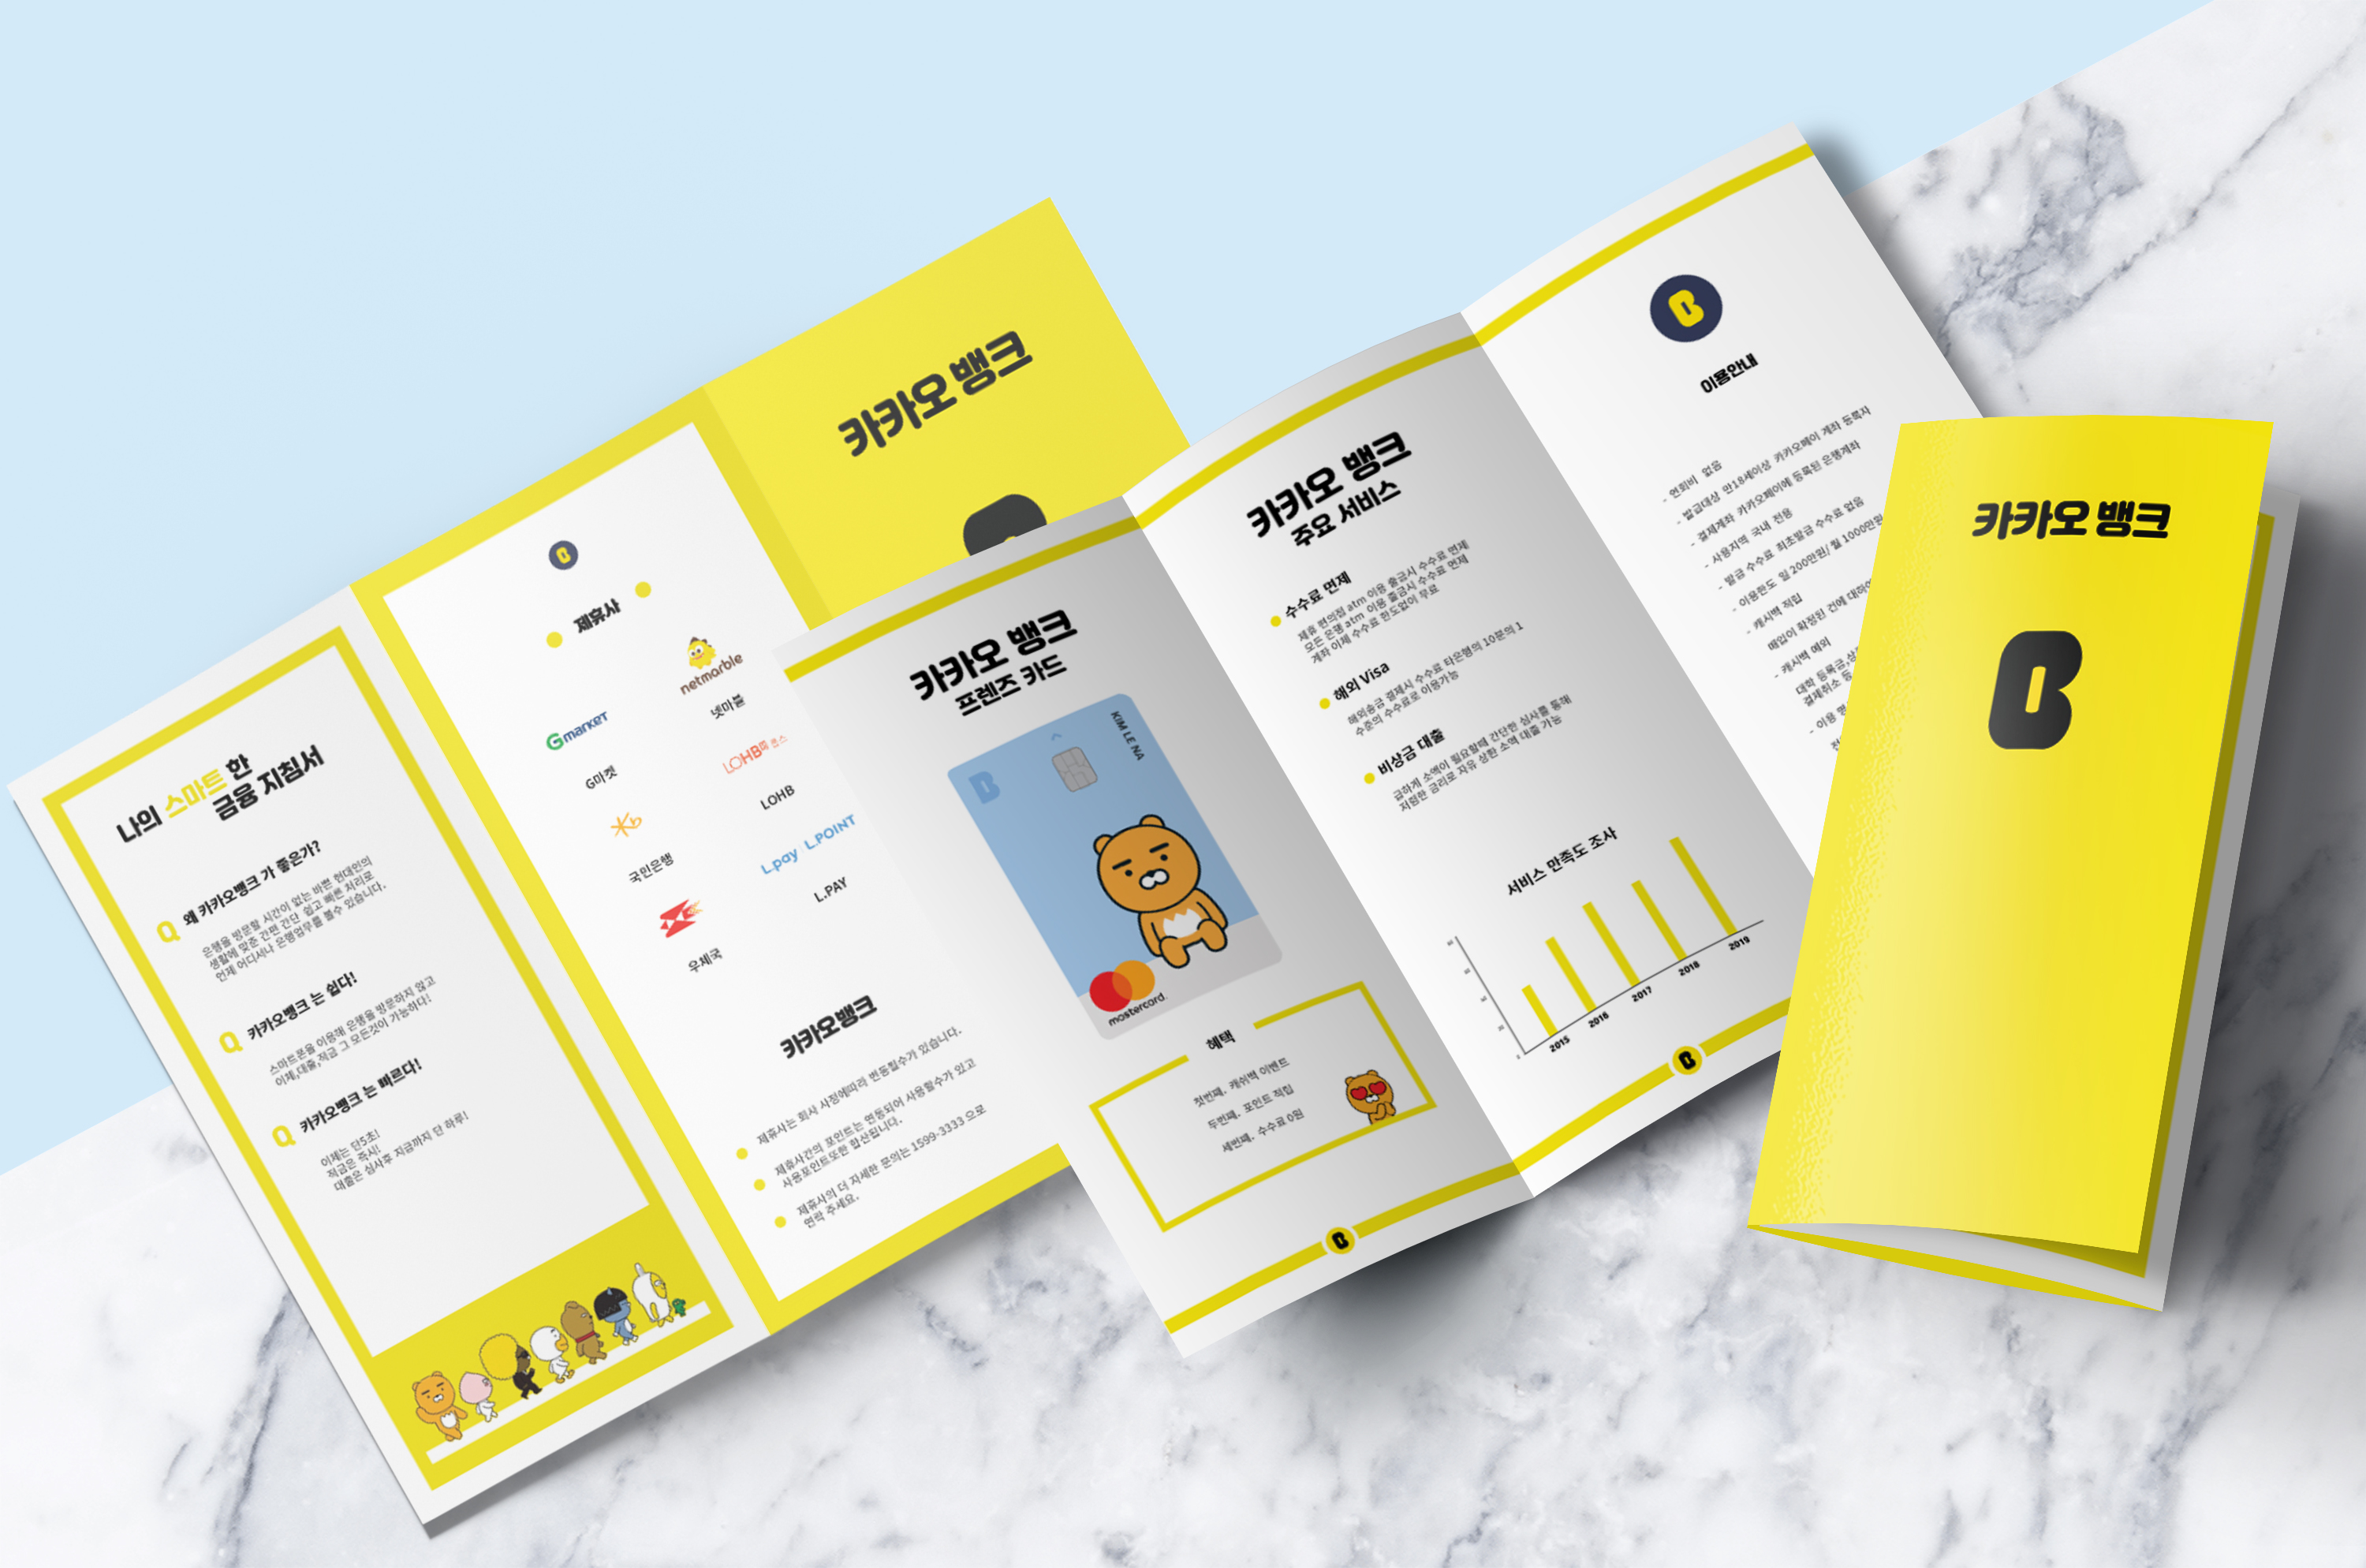 나의 스마트 한
금융 지침서
Q 왜 카카오뱅크 가 좋은가?
은행을 방문할 시간이 없는 바쁜 현대인의
생활에 맞춘 간편 간단 쉽고 빠른 처리로
언제 어디서나 은행업무를 볼수 있습니다.
Q 카카오뱅크 는 쉽다!
스마트폰을 이용해 은행을 방문하지 않고
이체,대출,적금 그 모든것이 가능하다!
Q 카카오뱅크 는 빠르다!
이체는 단5초!
적금은 즉시!
대출은 심사후 지금까지 단 하루!
B
제휴사
netmarble
넷마블
Gmarket
G마켓
LOHB 롭스
LOHB
Kb
국민은행
L.pay L.POINT
L.PAY
우체국
카카오뱅크
제휴사는 회사 사정에따라 변동될수가 있습니다.
제휴사간의 포인트는 연동되어 사용할수가 있고
사용포인트또한 합산됩니다.
제휴사의 더 자세한 문의는 1599-3333 으로
연락 주세요.
카카오 뱅크
카카오 뱅크
프렌즈 카드
B
KIM LE NA
mastercard.
혜택
첫번째. 캐쉬백 이벤트
두번째. 포인트 적립
세번째. 수수료 0원
B
카카오 뱅크
주요 서비스
수수료 면제
제휴 편의점 atm 이용 출금시 수수료 면제
모든 은행 atm 이용 출금시 수수료 면제
계좌 이체 수수료 한도없이 무료
해외 Visa
해외송금 결제시 수수료 타은행의 10분의 1
수준의 수수료로 이용가능
비상금 대출
급하게 소액이 필요할때 간단한 심사를 통해
저렴한 금리로 자유 상환 소액 대출 가능
서비스 만족도 조사
2015
2016
2017
2018
2019
B
B
이용안내
- 연회비 없음
- 발급대상 만18세이상 카카오페이 계좌 등록자
- 결제계좌 카카오페이에 등록된 은행계좌
- 사용지역 국내 전용
- 발급 수수료 최초발급 수수료 없음
- 이용한도 일 200만원/ 월 1000만원
- 캐시백 적립
매입이 확정된 건에 대하여
- 캐시백 예외
대학 등록금,상
결제취소 등
- 이용 명
카카오 뱅크
B